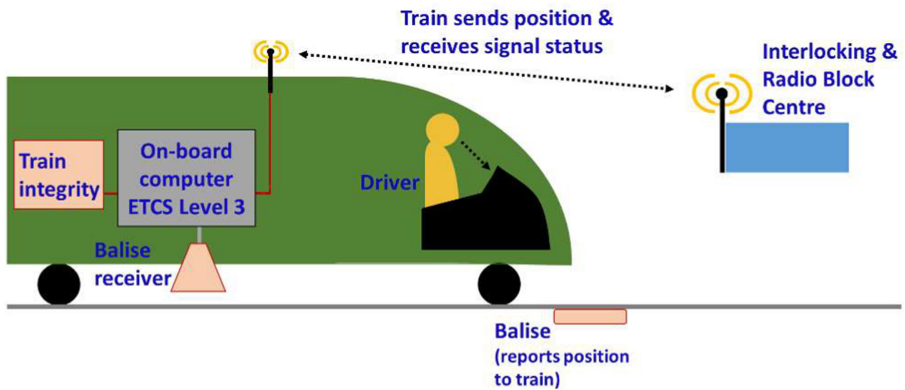 Train sends position &
receives signal status
Interlocking &
Radio Block
Centre
Train
integrity
On-board
computer
ETCS Level 3
Driver
Balise
receiver
Balise
(reports position
to train)